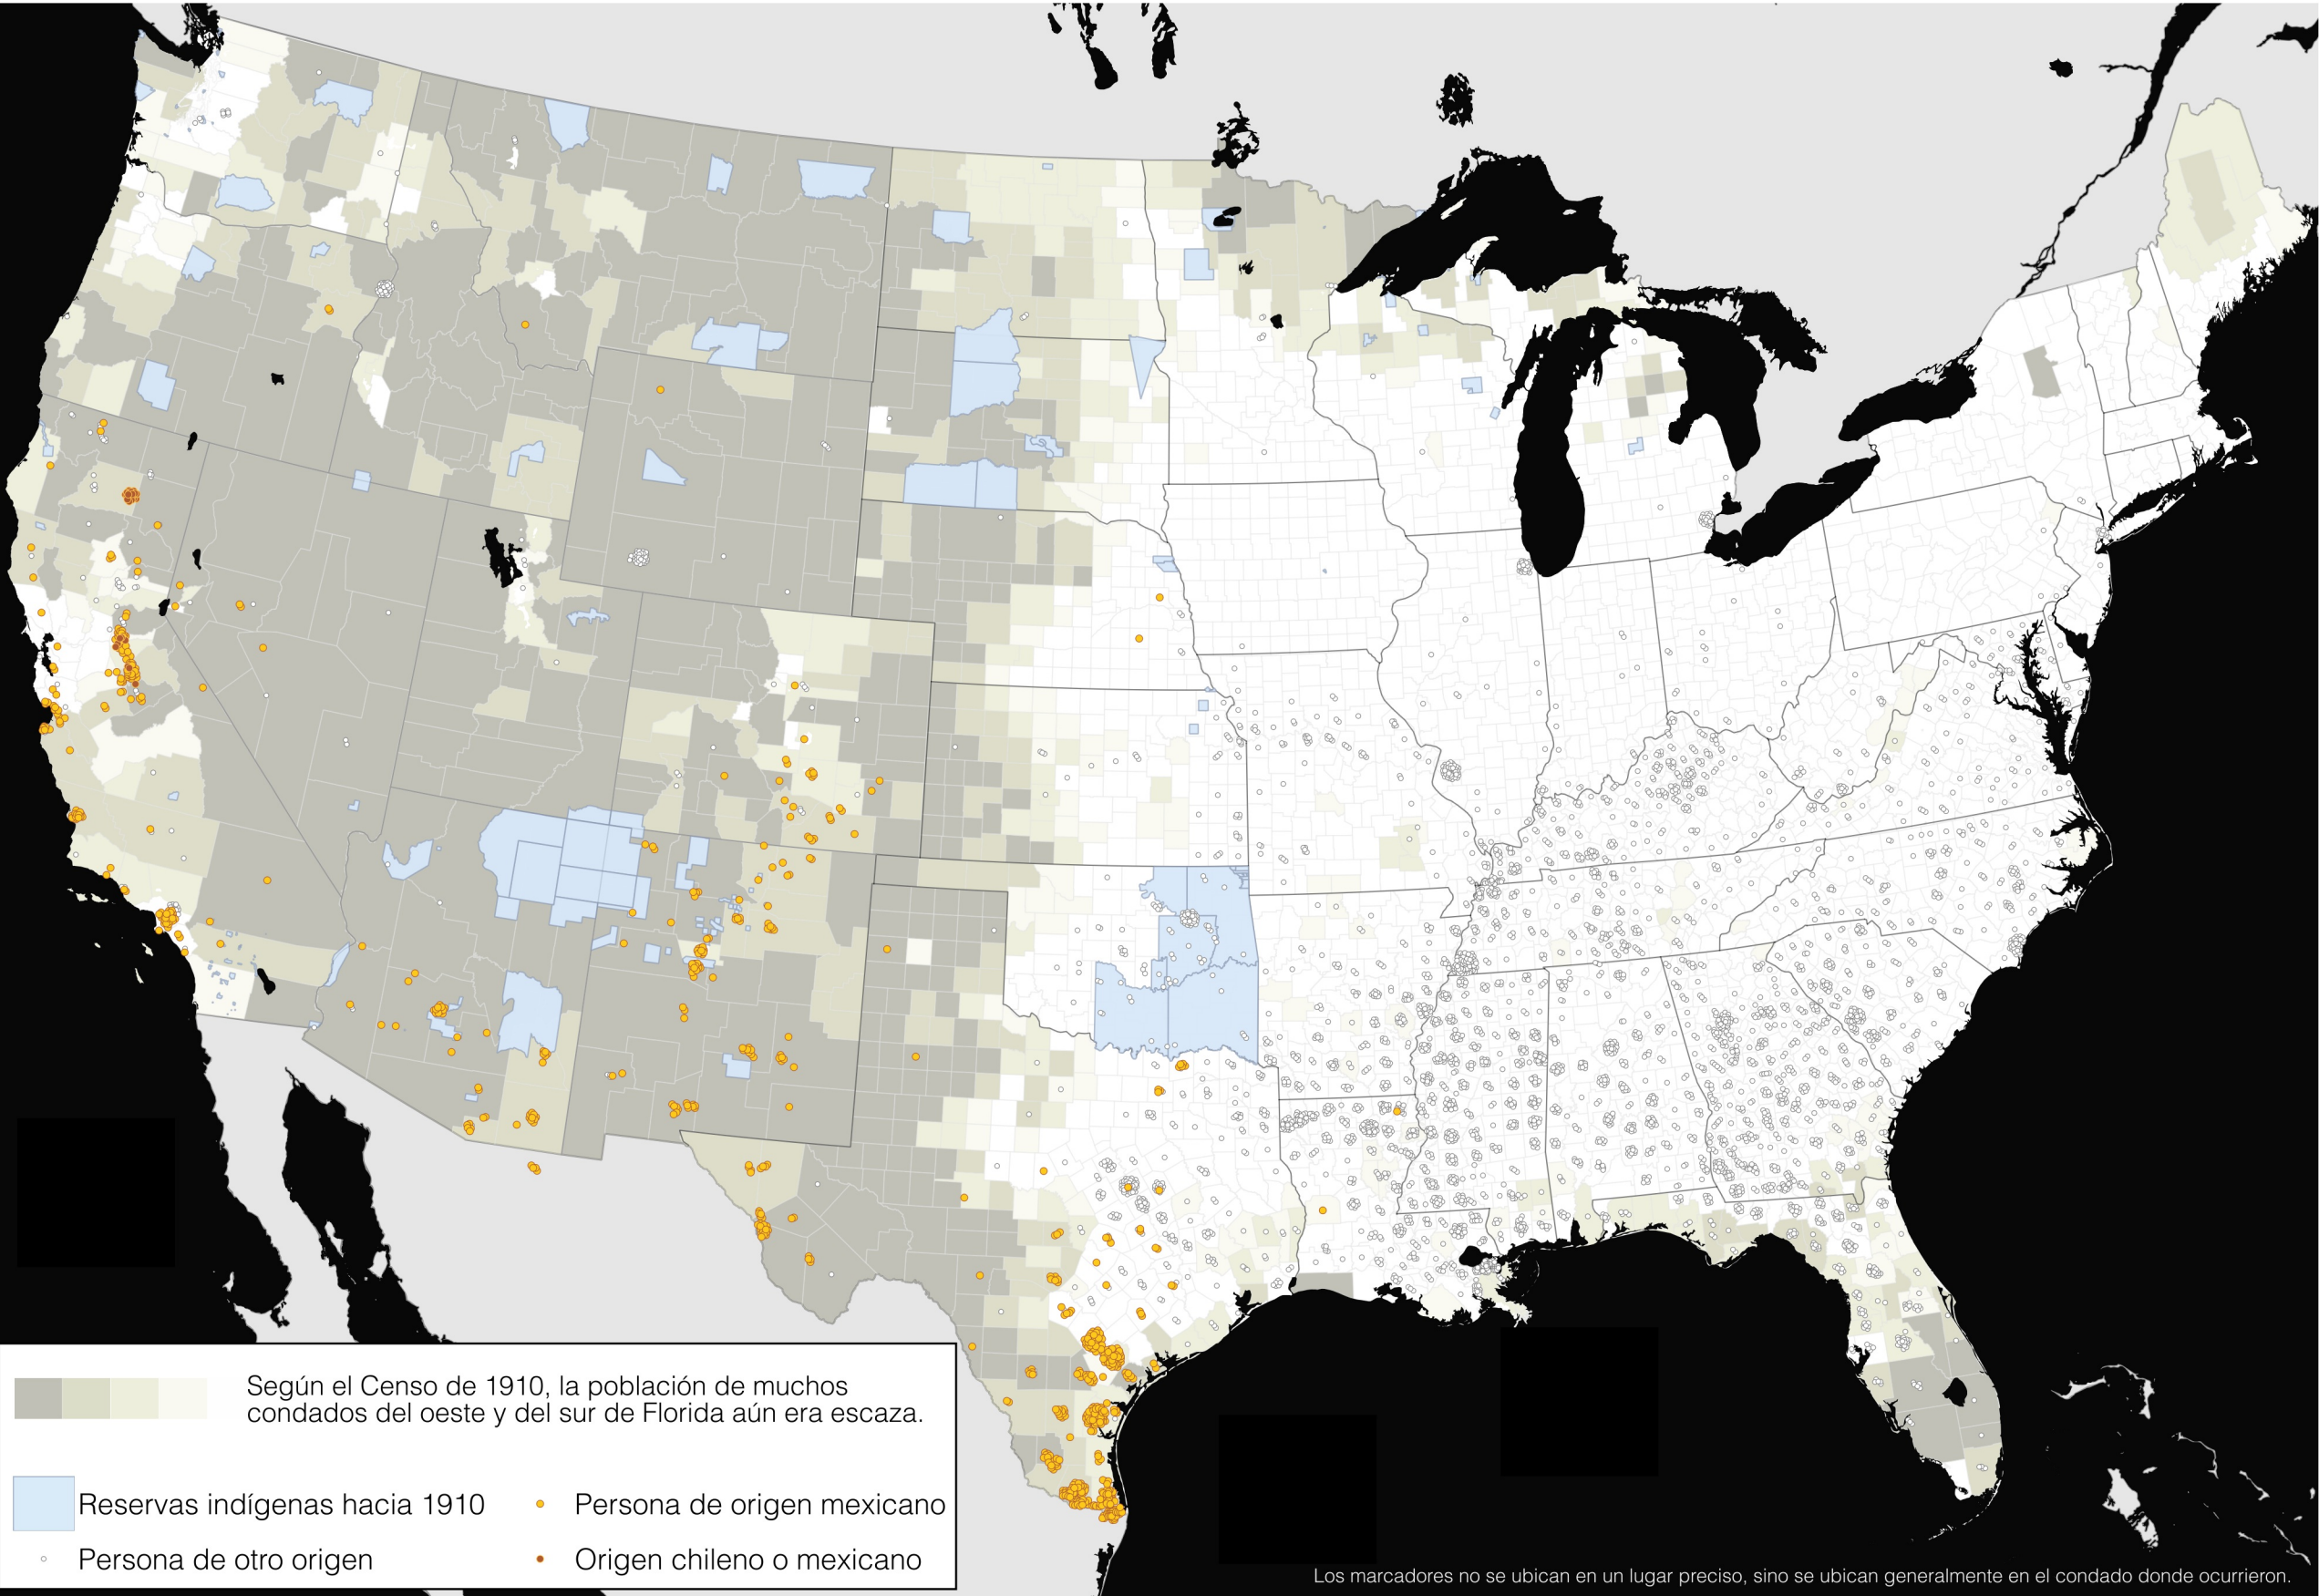 Según el Censo de 1910, la población de muchos
condados del oeste y del sur de Florida aún era escaza.
Reservas indígenas hacia 1910
Persona de origen mexicano
Persona de otro origen
Origen chileno o mexicano
Los marcadores no se ubican en un lugar preciso, sino se ubican generalmente en el condado donde ocurrieron.